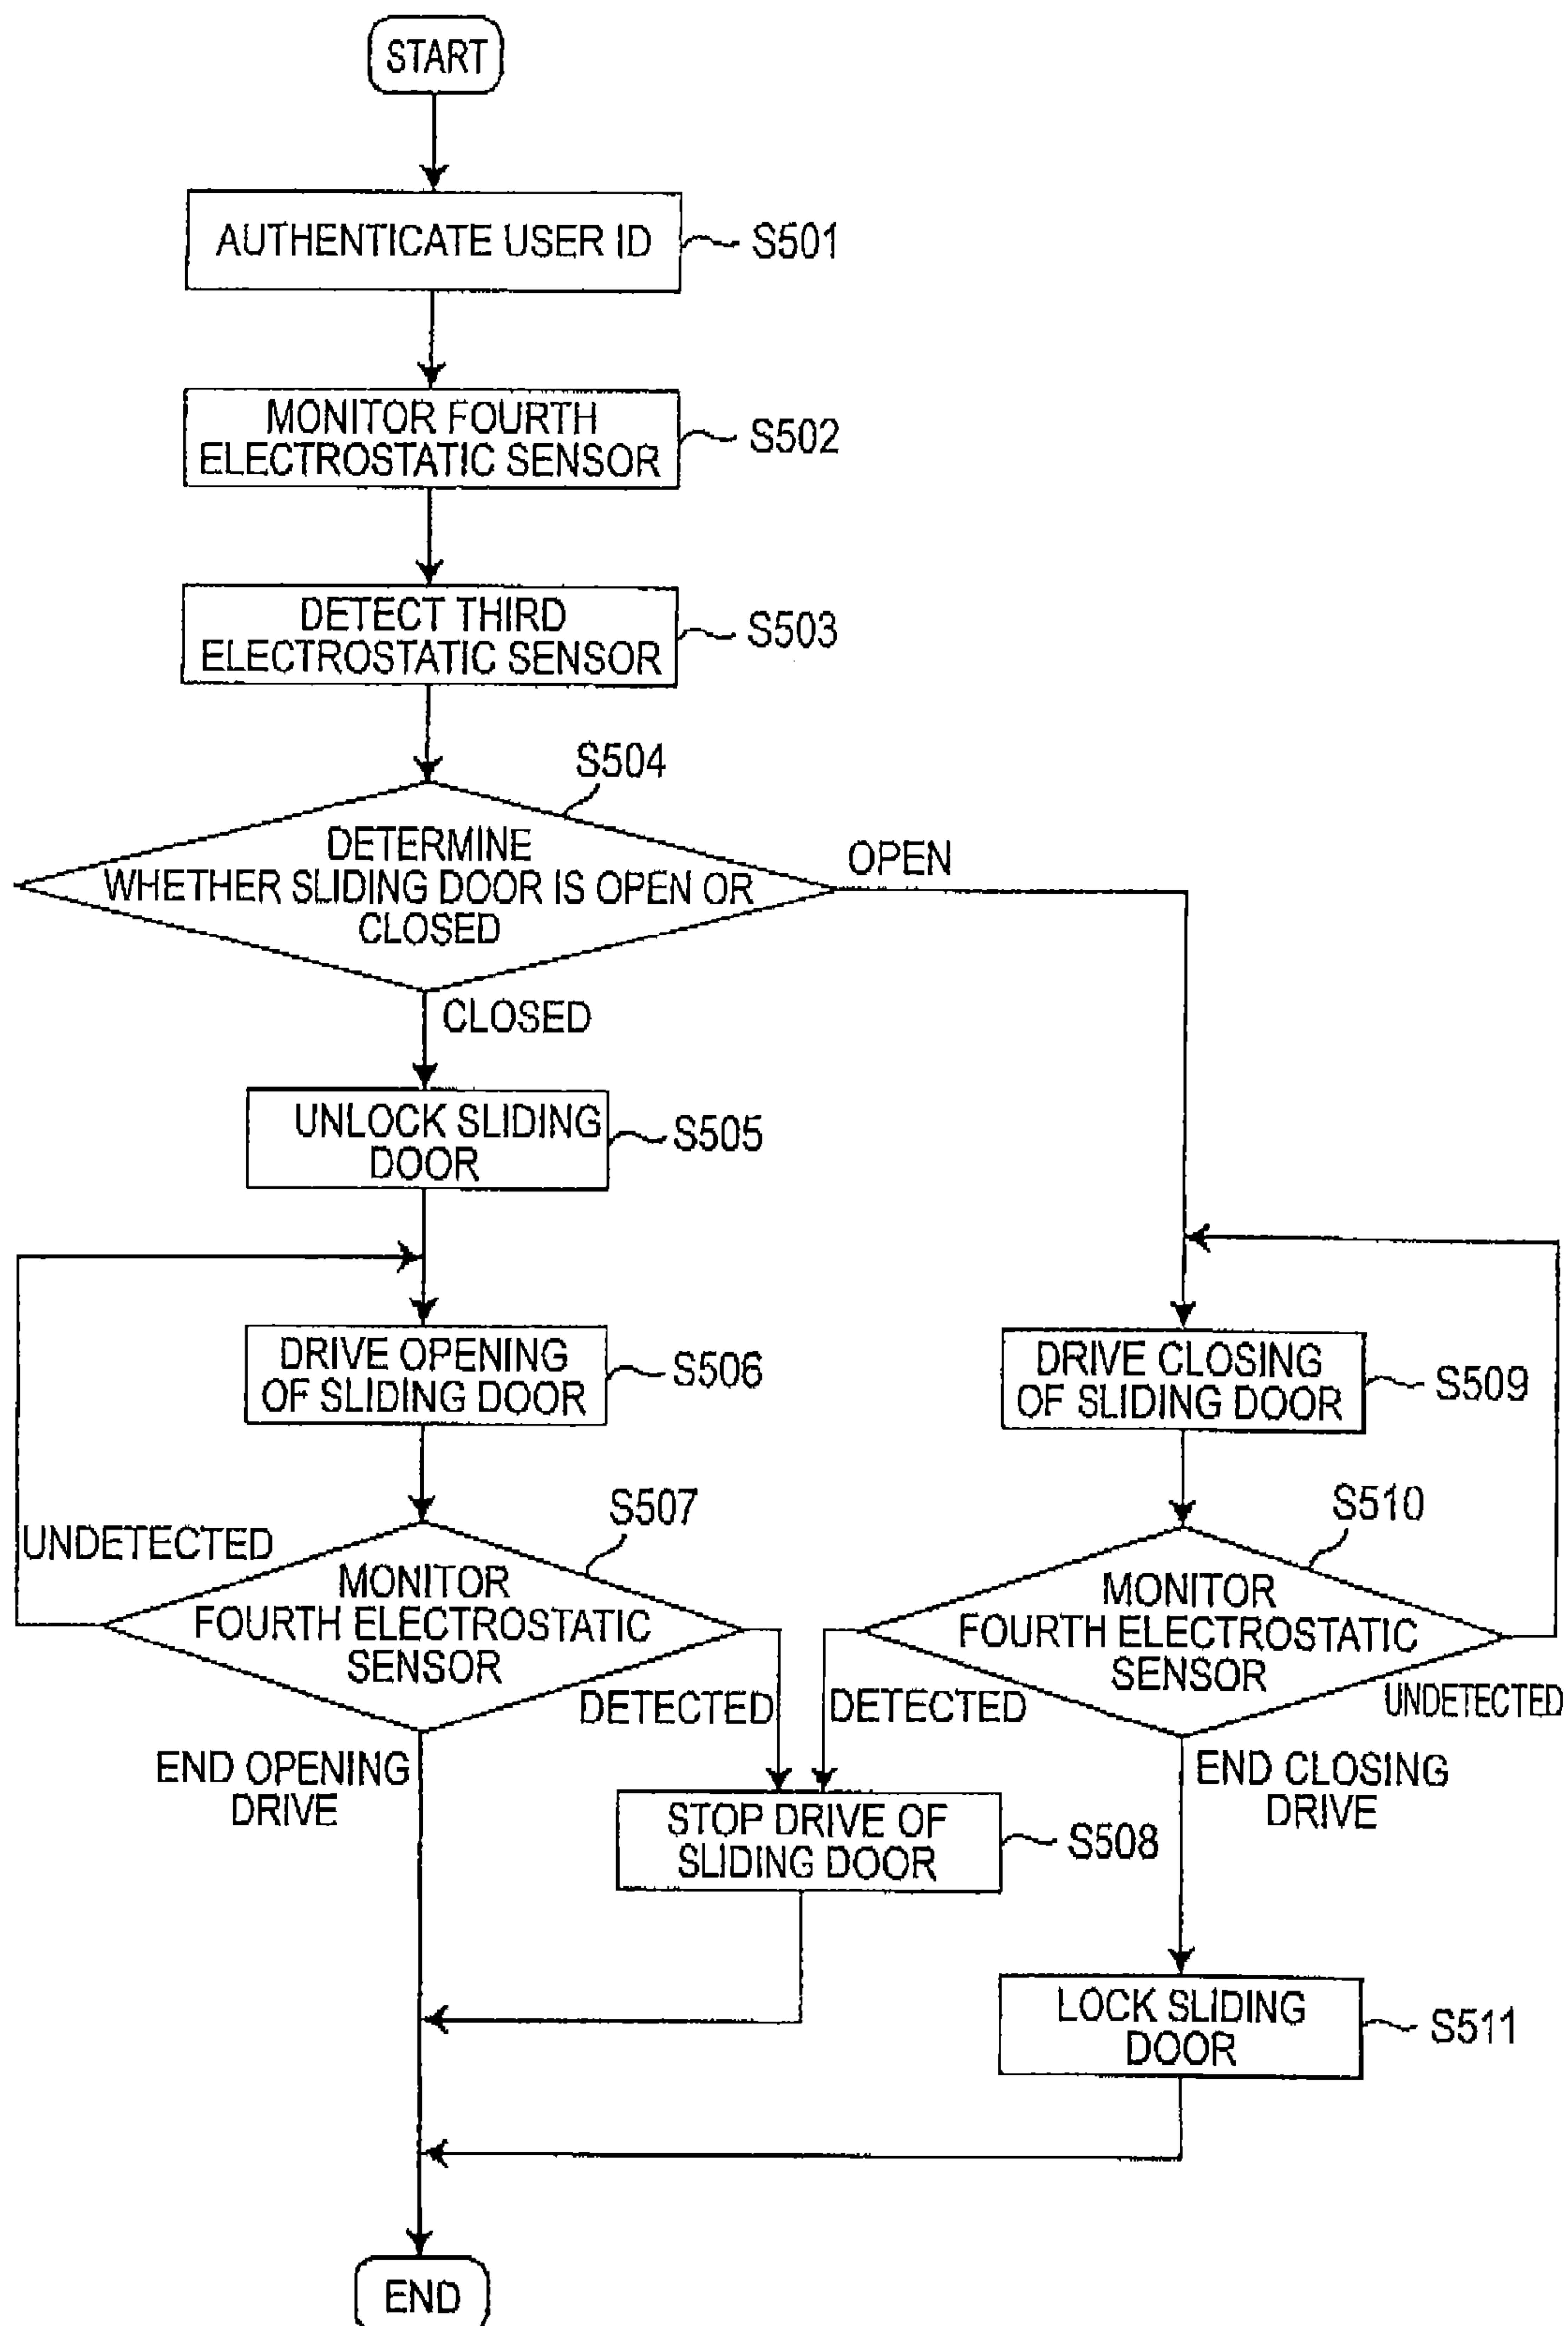 START
AUTHENTICATE USER ID
S501
MONITOR FOURTH
ELECTROSTATIC SENSOR
S502
DETECT THIRD
ELECTROSTATIC SENSOR
S503
S504
DETERMINE
WHETHER SLIDING DOOR IS OPEN OR
CLOSED
OPEN
CLOSED
UNLOCK SLIDING
DOOR
S505
DRIVE OPENING
OF SLIDING DOOR
S506
DRIVE CLOSING
OF SLIDING DOOR
S509
S507
UNDETECTED
MONITOR
FOURTH ELECTROSTATIC
SENSOR
DETECTED
S510
MONITOR
FOURTH ELECTROSTATIC
SENSOR
DETECTED
UNDETECTED
END OPENING
DRIVE
STOP DRIVE OF
SLIDING DOOR
S508
END CLOSING
DRIVE
LOCK SLIDING
DOOR
S511
END